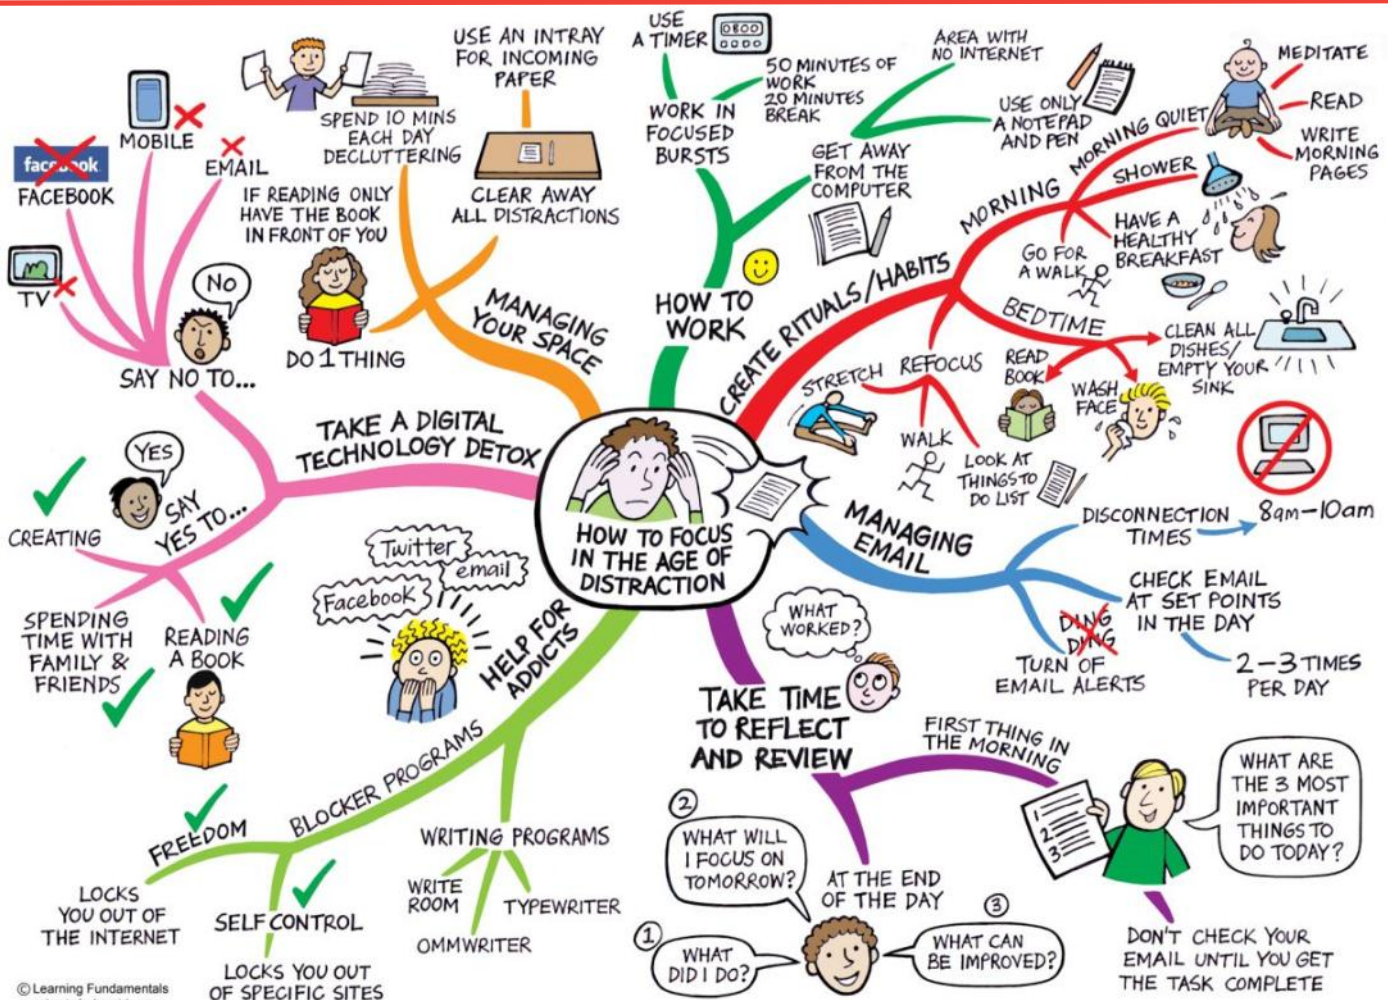 HOW TO FOCUS
IN THE AGE OF
DISTRACTION
HOW TO
WORK
WORK IN
FOCUSED
BURSTS
USE
A TIMER
0800
50 MINUTES OF
WORK
20 MINUTES
BREAK
GET AWAY
FROM THE
COMPUTER
AREA WITH
NO INTERNET
USE ONLY
A NOTEPAD
AND PEN
CREATE RITUALS/HABITS
MORNING
MORNING QUIET
MEDITATE
READ
WRITE
MORNING
PAGES
SHOWER
HAVE A
HEALTHY
BREAKFAST
GO FOR
A WALK
BEDTIME
CLEAN ALL
DISHES/
EMPTY YOUR
SINK
WASH
FACE
READ
BOOK
REFOCUS
STRETCH
WALK
LOOK AT
THINGS TO
DO LIST
MANAGING
EMAIL
DISCONNECTION
TIMES
8am-10am
CHECK EMAIL
AT SET POINTS
IN THE DAY
2-3 TIMES
PER DAY
DING
DING
TURN OF
EMAIL ALERTS
TAKE TIME
TO REFLECT
AND REVIEW
WHAT
WORKED?
FIRST THING IN
THE MORNING
1
2
3
WHAT ARE
THE 3 MOST
IMPORTANT
THINGS TO
DO TODAY?
DON'T CHECK YOUR
EMAIL UNTIL YOU GET
THE TASK COMPLETE
AT THE END
OF THE DAY
1
WHAT
DID I DO?
2
WHAT WILL
I FOCUS ON
TOMORROW?
3
WHAT CAN
BE IMPROVED?
HELP FOR
ADDICTS
Twitter
email
Facebook
WRITING PROGRAMS
WRITE
ROOM
OMMWRITER
TYPEWRITER
BLOCKER PROGRAMS
FREEDOM
LOCKS
YOU OUT OF
THE INTERNET
SELF CONTROL
LOCKS YOU OUT
OF SPECIFIC SITES
TAKE A DIGITAL
TECHNOLOGY DETOX
SAY
YES TO...
YES
CREATING
SPENDING
TIME WITH
FAMILY &
FRIENDS
READING
A BOOK
SAY NO TO...
NO
TV
facebook
FACEBOOK
MOBILE
EMAIL
MANAGING
YOUR SPACE
IF READING ONLY
HAVE THE BOOK
IN FRONT OF YOU
DO 1 THING
SPEND 10 MINS
EACH DAY
DECLUTTERING
CLEAR AWAY
ALL DISTRACTIONS
USE AN INTRAY
FOR INCOMING
PAPER
© Learning Fundamentals